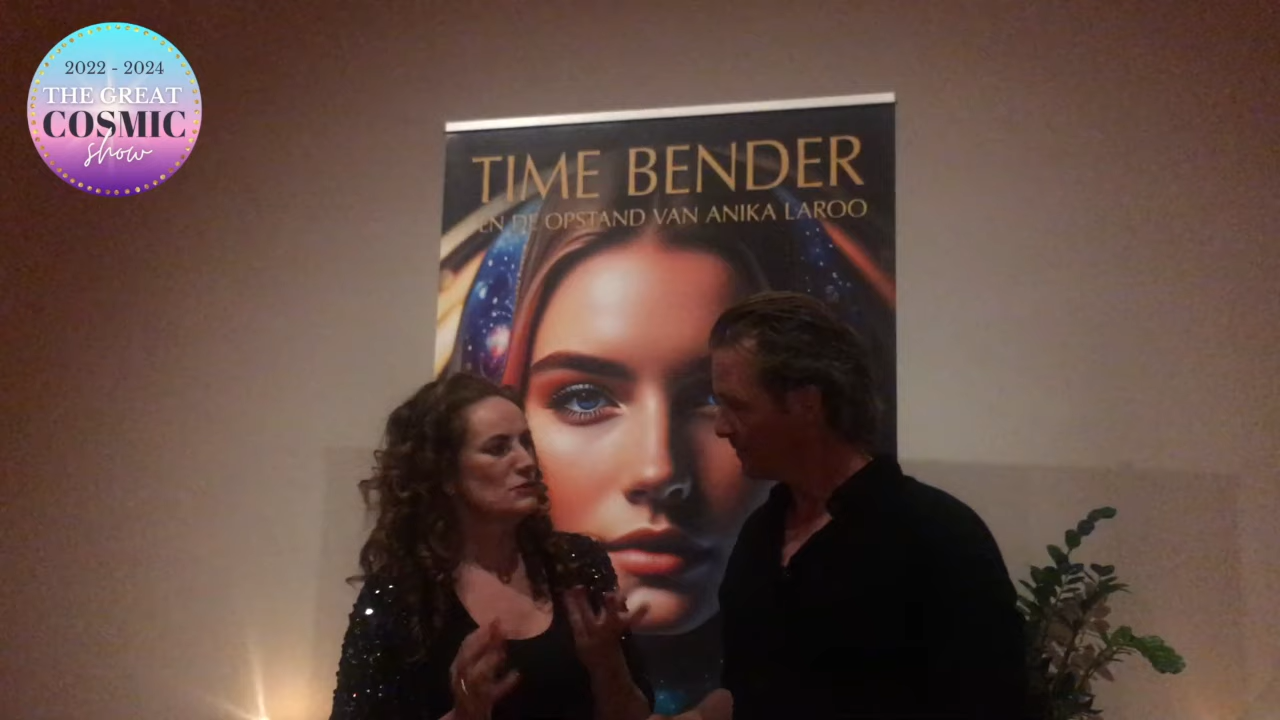 2022 - 2024
THE GREAT
COSMIC
show
TIME BENDER
EN DE OPSTAND VAN ANIKA LAROO